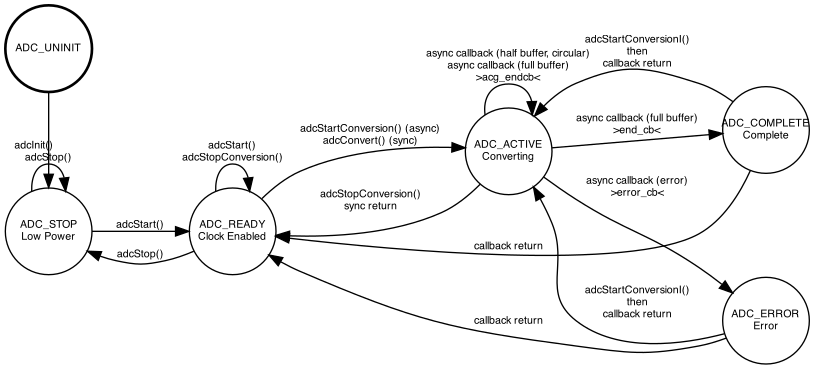 ADC_UNINIT
adcInit()
adcStop()
ADC_STOP
Low Power
adcStart()
adcStop()
adcStart()
adcStopConversion()
ADC_READY
Clock Enabled
adcStartConversion() (async)
adcConvert() (sync)
adcStopConversion()
sync return
async callback (half buffer, circular)
async callback (full buffer)
>acg_endcb<
ADC_ACTIVE
Converting
adcStartConversionI()
then
callback return
async callback (full buffer)
>end_cb<
ADC_COMPLETE
Complete
async callback (error)
>error_cb<
callback return
adcStartConversionI()
then
callback return
callback return
ADC_ERROR
Error